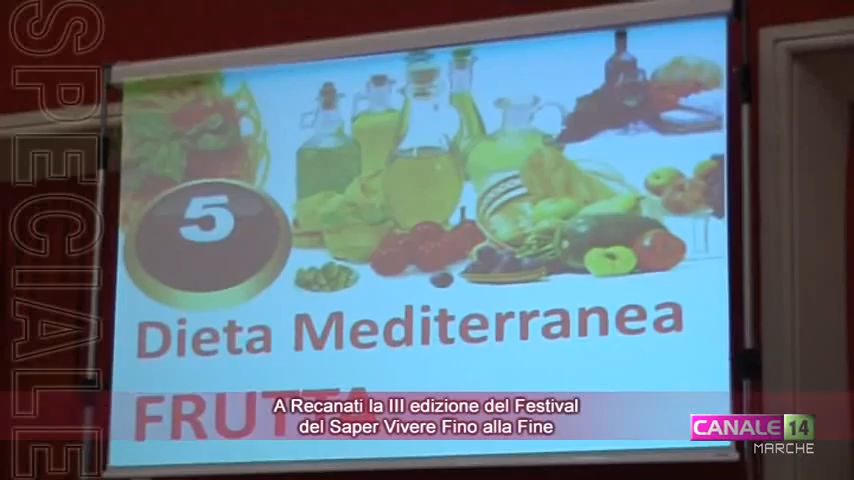 SPECIALE
5
Dieta Mediterranea
FRUTTA
A Recanati la III edizione del Festival
del Saper Vivere Fino alla Fine
CANALE 14
MARCHE